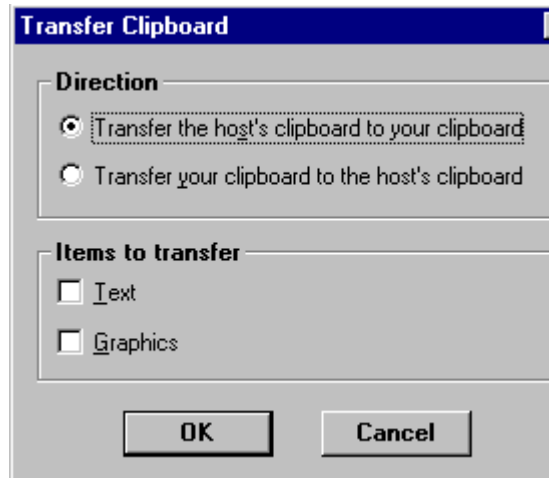 Transfer Clipboard
Direction
Transfer the host's clipboard to your clipboard
Transfer your clipboard to the host's clipboard
Items to transfer
Text
Graphics
OK
Cancel